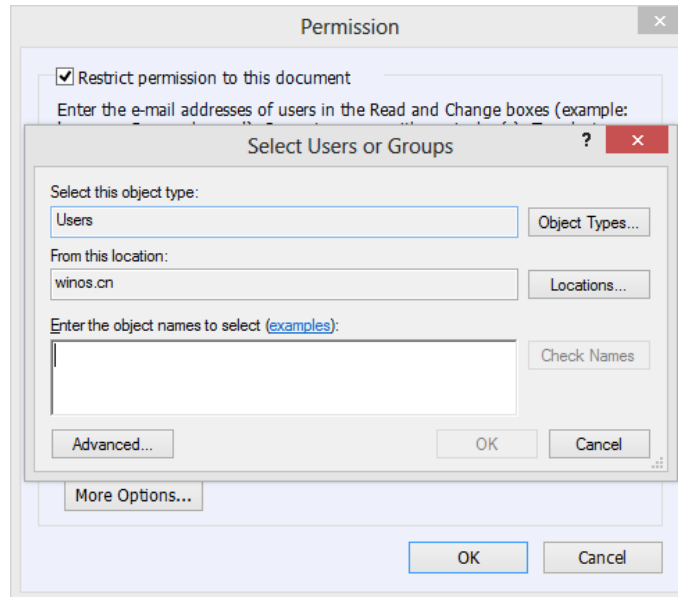 Permission
Restrict permission to this document
Enter the e-mail addresses of users in the Read and Change boxes (example:
Select Users or Groups
?
Select this object type:
Users
Object Types...
From this location:
winos.cn
Locations...
Enter the object names to select (examples):
Check Names
Advanced...
OK
Cancel
More Options...
OK
Cancel